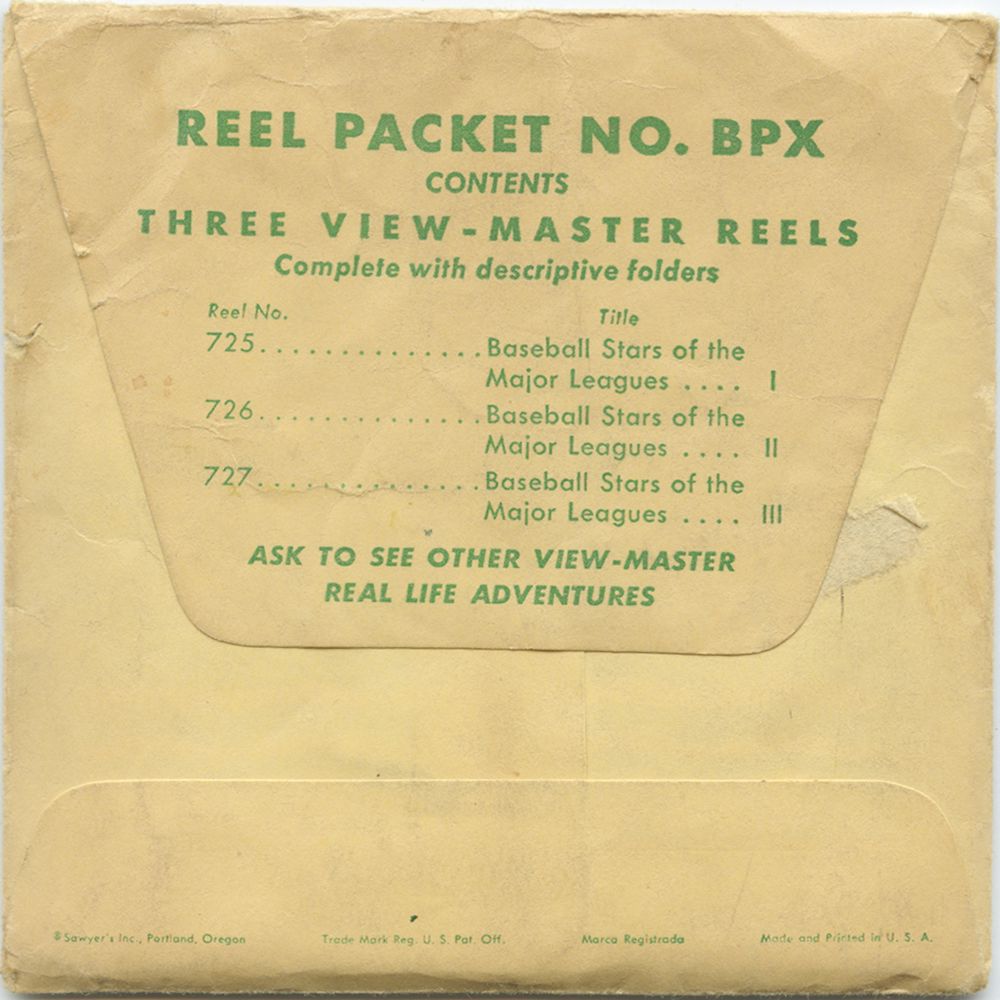 REEL PACKET NO. BPX
CONTENTS
THREE VIEW-MASTER REELS
Complete with descriptive folders
Reel No. Title
725..............Baseball Stars of the
Major Leagues .... I
726..............Baseball Stars of the
Major Leagues .... II
727..............Baseball Stars of the
Major Leagues .... III
ASK TO SEE OTHER VIEW-MASTER
REAL LIFE ADVENTURES
® Sawyer's Inc., Portland, Oregon Trade Mark Reg. U. S. Pat. Off. Marca Registrada Made and Printed in U. S. A.